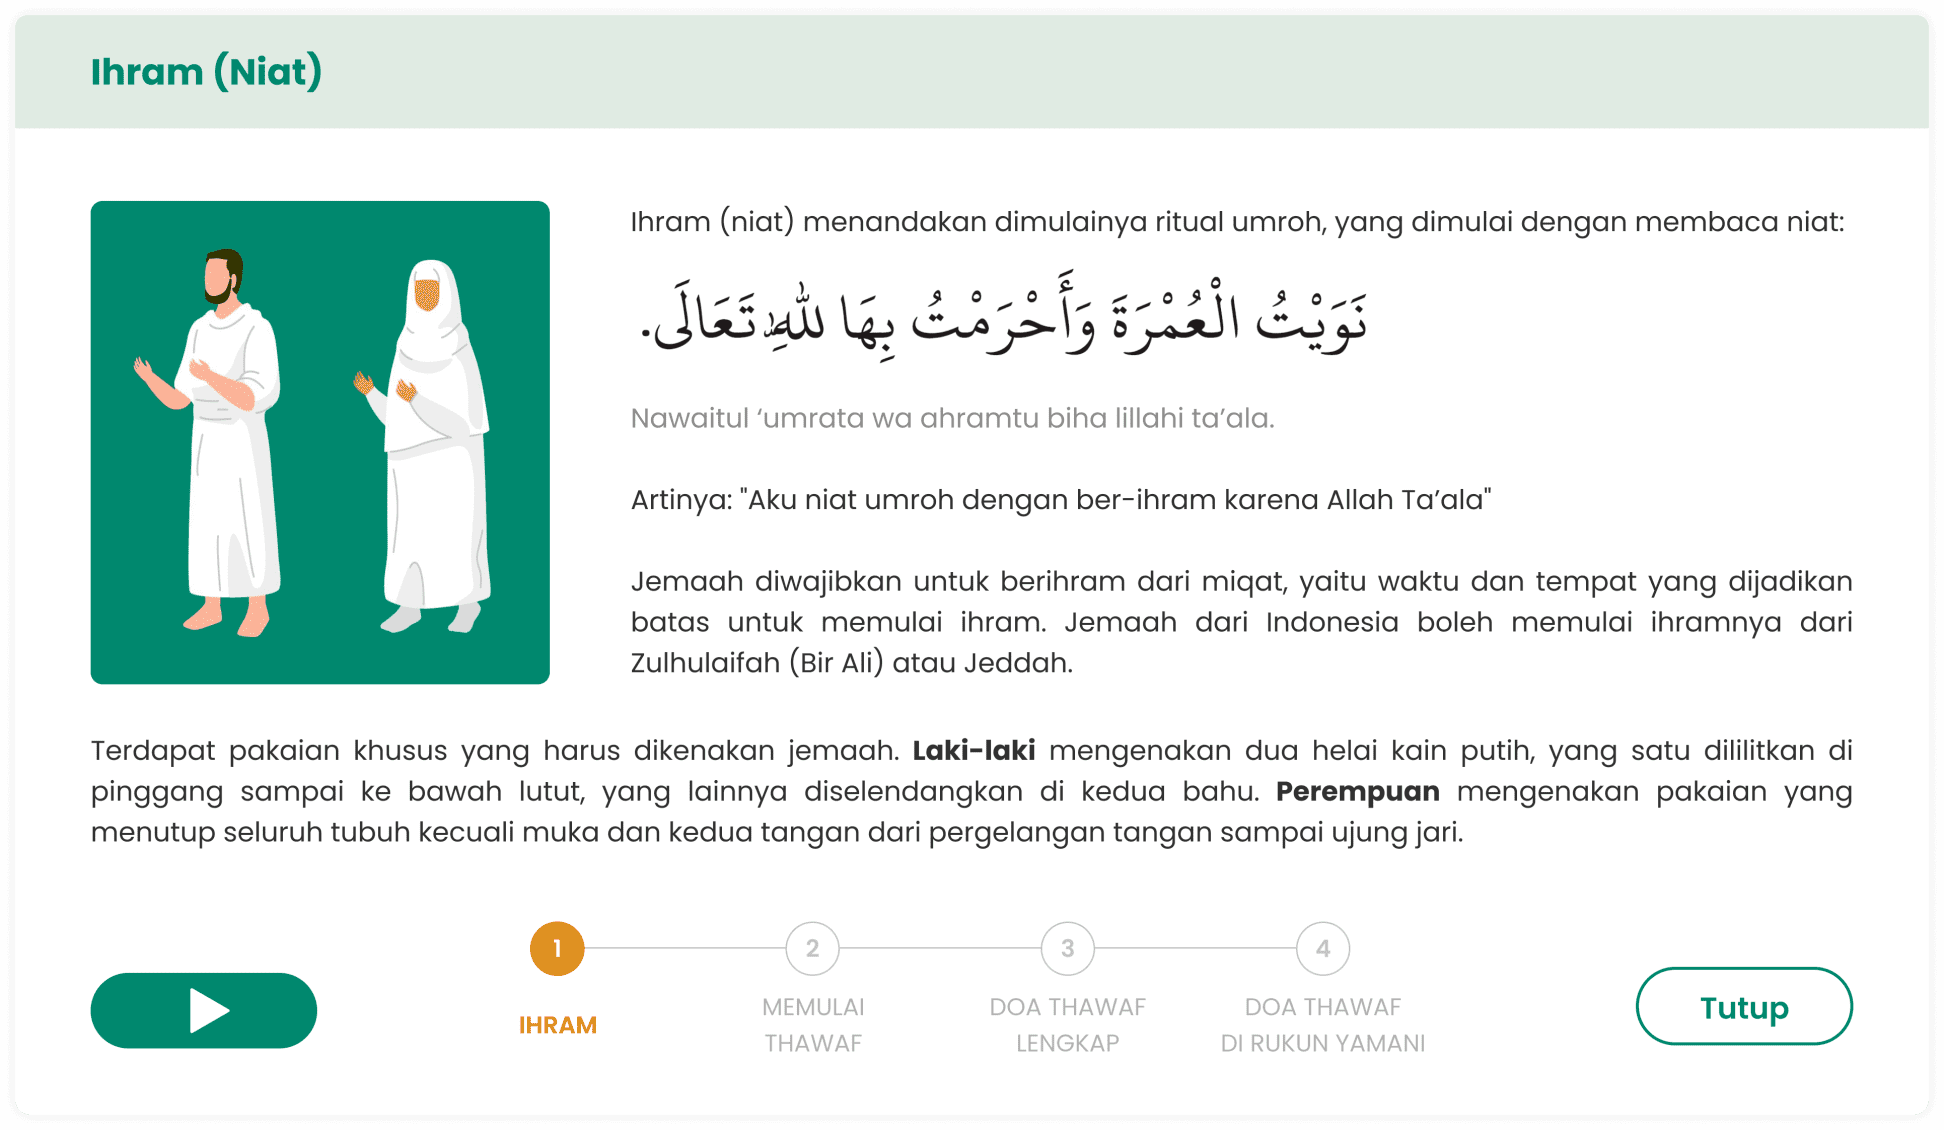 Ihram (Niat)
Ihram (niat) menandakan dimulainya ritual umroh, yang dimulai dengan membaca niat:
نَوَيْتُ الْعُمْرَةَ وَأَحْرَمْتُ بِهَا لِلّٰهِ تَعَالَى.
Nawaitul ‘umrata wa ahramtu biha lillahi ta’ala.
Artinya: "Aku niat umroh dengan ber-ihram karena Allah Ta’ala"
Jemaah diwajibkan untuk berihram dari miqat, yaitu waktu dan tempat yang dijadikan
batas untuk memulai ihram. Jemaah dari Indonesia boleh memulai ihramnya dari
Zulhulaifah (Bir Ali) atau Jeddah.
Terdapat pakaian khusus yang harus dikenakan jemaah. Laki-laki mengenakan dua helai kain putih, yang satu dililitkan di
pinggang sampai ke bawah lutut, yang lainnya diselendangkan di kedua bahu. Perempuan mengenakan pakaian yang
menutup seluruh tubuh kecuali muka dan kedua tangan dari pergelangan tangan sampai ujung jari.
1
IHRAM
2
MEMULAI
THAWAF
3
DOA THAWAF
LENGKAP
4
DOA THAWAF
DI RUKUN YAMANI
Tutup